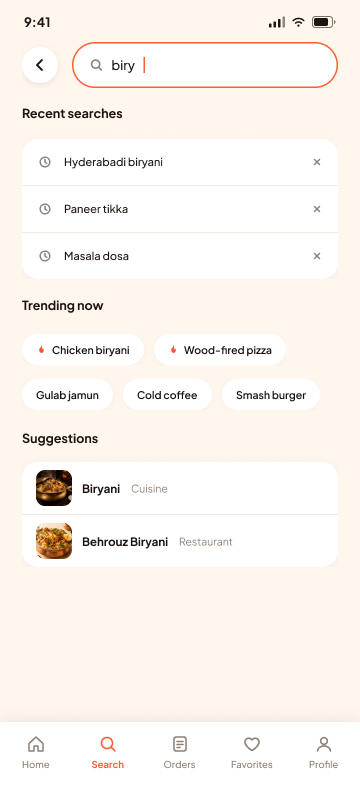 9:41
biry
Recent searches
Hyderabadi biryani
Paneer tikka
Masala dosa
Trending now
Chicken biryani
Wood-fired pizza
Gulab jamun
Cold coffee
Smash burger
Suggestions
Biryani Cuisine
Behrouz Biryani Restaurant
Home
Search
Orders
Favorites
Profile